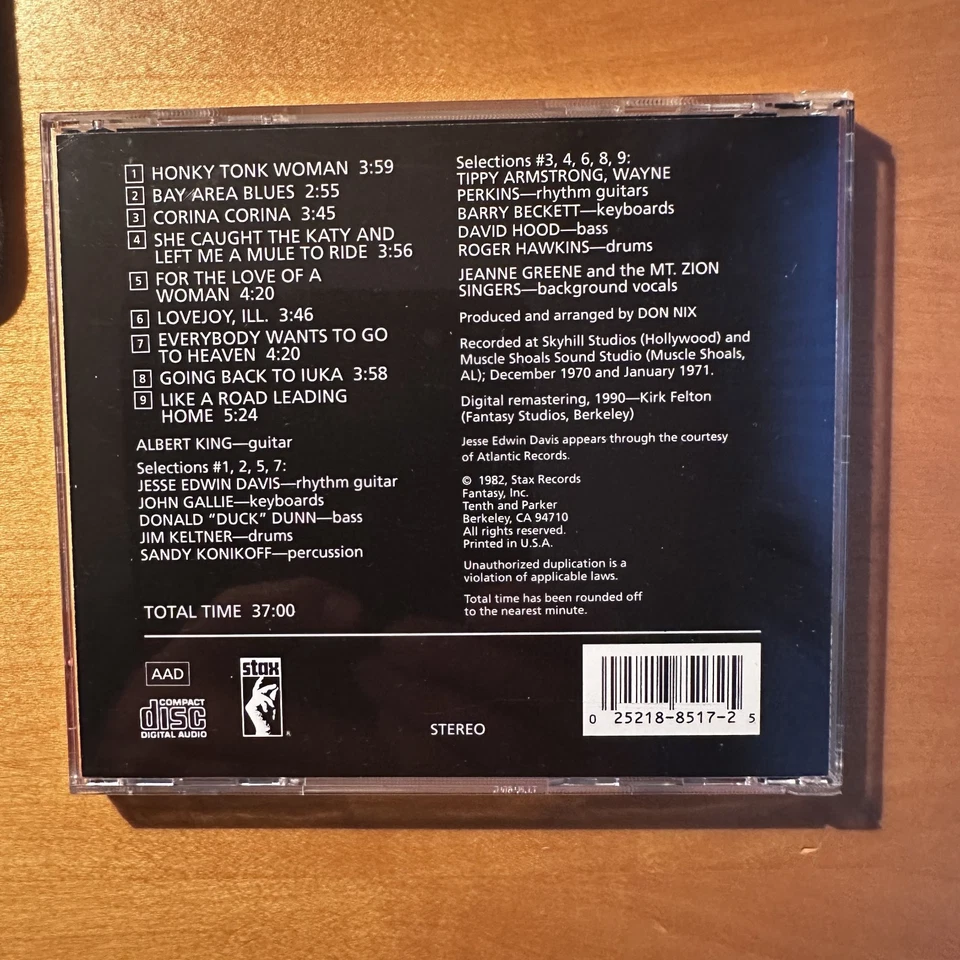 1 HONKY TONK WOMAN 3:59
2 BAY AREA BLUES 2:55
3 CORINA CORINA 3:45
4 SHE CAUGHT THE KATY AND
LEFT ME A MULE TO RIDE 3:56
5 FOR THE LOVE OF A
WOMAN 4:20
6 LOVEJOY, ILL. 3:46
7 EVERYBODY WANTS TO GO
TO HEAVEN 4:20
8 GOING BACK TO IUKA 3:58
9 LIKE A ROAD LEADING
HOME 5:24
ALBERT KING—guitar
Selections #1, 2, 5, 7:
JESSE EDWIN DAVIS—rhythm guitar
JOHN GALLIE—keyboards
DONALD "DUCK" DUNN—bass
JIM KELTNER—drums
SANDY KONIKOFF—percussion
TOTAL TIME 37:00
Selections #3, 4, 6, 8, 9:
TIPPY ARMSTRONG, WAYNE
PERKINS—rhythm guitars
BARRY BECKETT—keyboards
DAVID HOOD—bass
ROGER HAWKINS—drums
JEANNE GREENE and the MT. ZION
SINGERS—background vocals
Produced and arranged by DON NIX
Recorded at Skyhill Studios (Hollywood) and
Muscle Shoals Sound Studio (Muscle Shoals,
AL); December 1970 and January 1971.
Digital remastering, 1990—Kirk Felton
(Fantasy Studios, Berkeley)
Jesse Edwin Davis appears through the courtesy
of Atlantic Records.
© 1982, Stax Records
Fantasy, Inc.
Tenth and Parker
Berkeley, CA 94710
All rights reserved.
Printed in U.S.A.
Unauthorized duplication is a
violation of applicable laws.
Total time has been rounded off
to the nearest minute.
AAD
COMPACT
disc
DIGITAL AUDIO
stax
®
STEREO
0 25218-8517-2 5